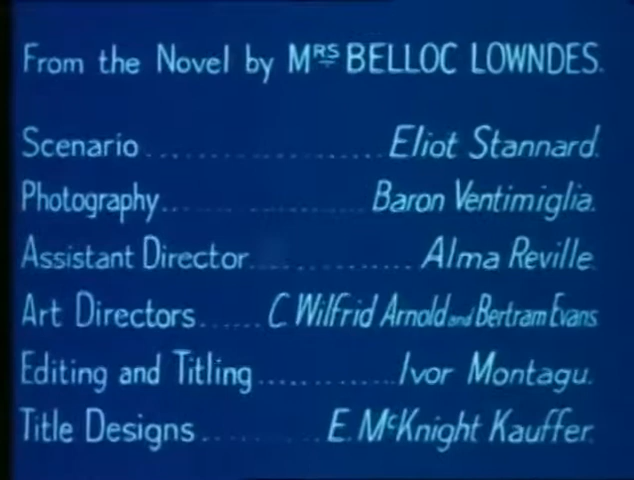 From the Novel by MRS BELLOC LOWNDES.
Scenario ........................ Eliot Stannard.
Photography ..................... Baron Ventimiglia.
Assistant Director ................ Alma Reville.
Art Directors ...... C Wilfrid Arnold and Bertram Evans
Editing and Titling .............. Ivor Montagu.
Title Designs ............ E. McKnight Kauffer.